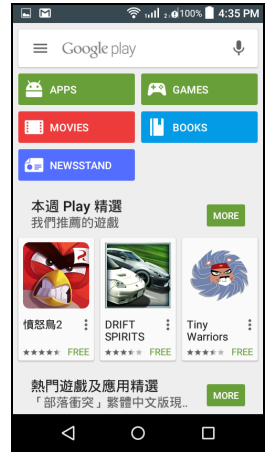 100% 4:35 PM
Google play
APPS
GAMES
MOVIES
BOOKS
NEWSSTAND
本週 Play 精選
我們推薦的遊戲
MORE
憤怒鳥2
FREE
DRIFT
SPIRITS
FREE
Tiny
Warriors
FREE
熱門遊戲及應用精選
「部落衝突」繁體中文版現..
MORE